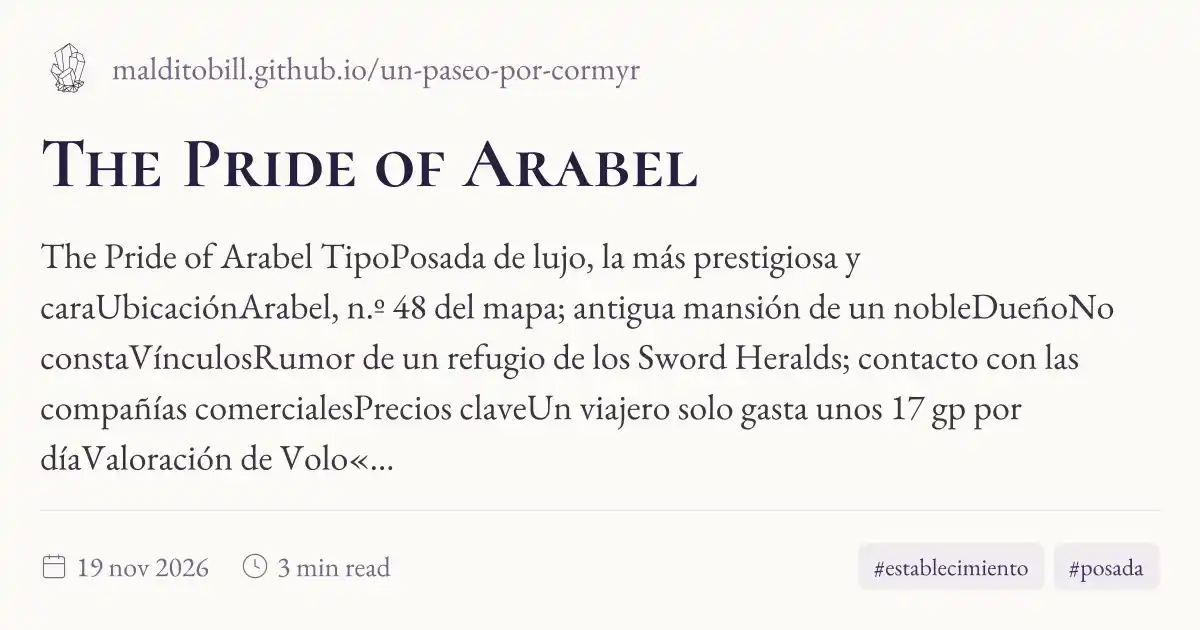 malditobill.github.io/un-paseo-por-cormyr
The Pride of Arabel
The Pride of Arabel TipoPosada de lujo, la más prestigiosa y
caraUbicaciónArabel, n.º 48 del mapa; antigua mansión de un nobleDueñoNo
constaVínculosRumor de un refugio de los Sword Heralds; contacto con las
compañías comercialesPrecios claveUn viajero solo gasta unos 17 gp por
díaValoración de Volo«...
19 nov 2026
3 min read
#establecimiento
#posada